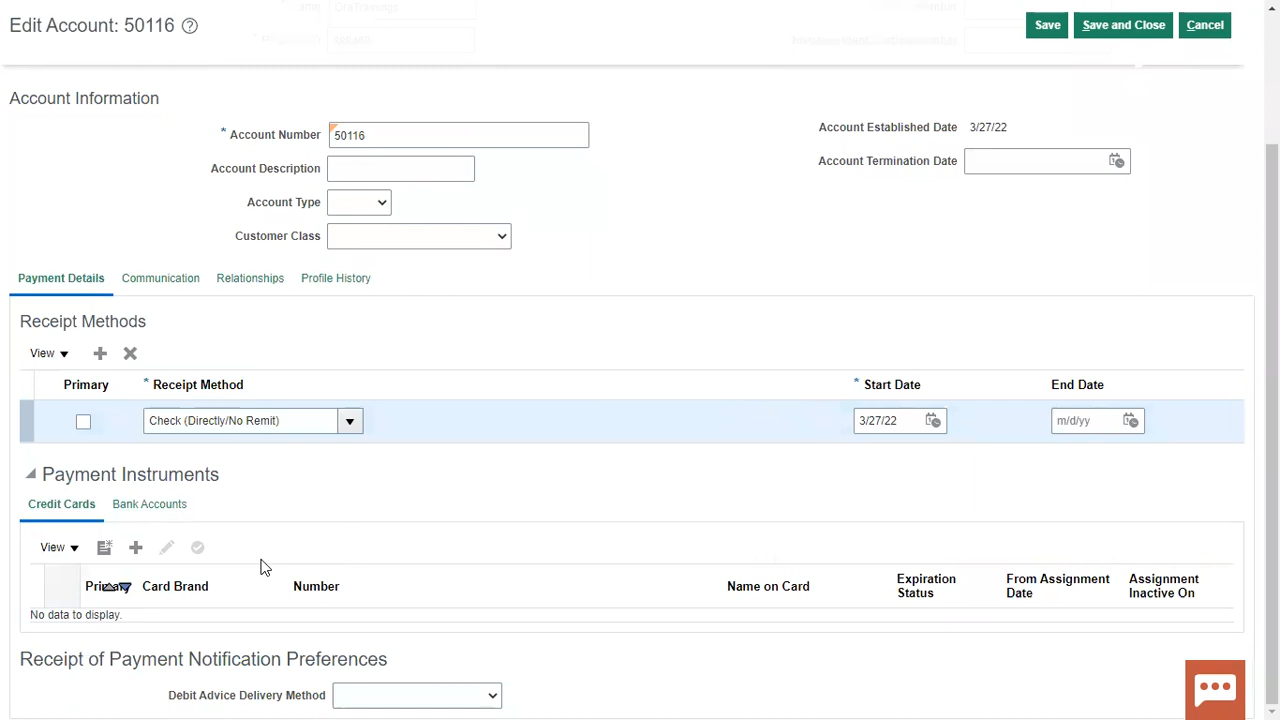 Edit Account: 50116
Save
Save and Close
Cancel
Account Information
* Account Number 50116
Account Established Date 3/27/22
Account Description
Account Termination Date
Account Type
Customer Class
Payment Details Communication Relationships Profile History
Receipt Methods
View
Primary * Receipt Method * Start Date End Date
Check (Directly/No Remit) 3/27/22 m/d/yy
Payment Instruments
Credit Cards Bank Accounts
View
Primary Card Brand Number Name on Card Expiration Status From Assignment Date Assignment Inactive On
No data to display.
Receipt of Payment Notification Preferences
Debit Advice Delivery Method